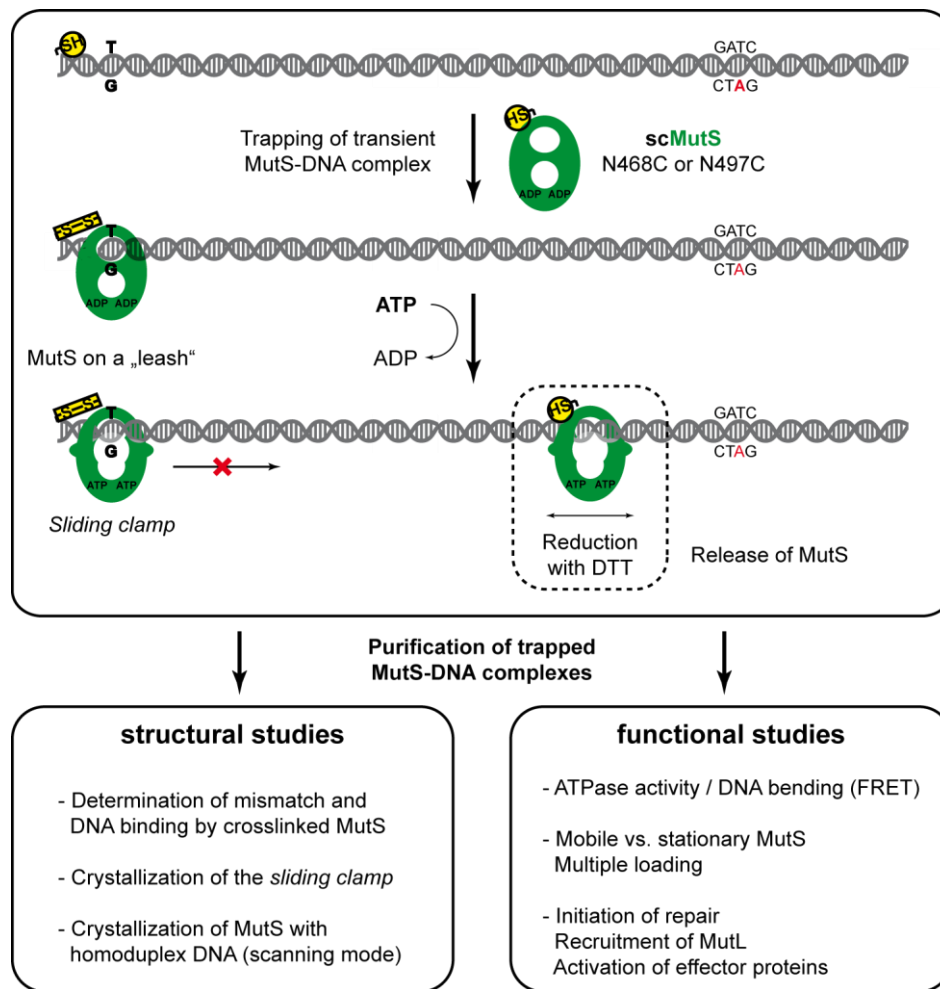 nSH
T
G
GATC
CTAG
Trapping of transient
MutS-DNA complex
HSn
scMutS
N468C or N497C
ADP ADP
S–S
T
G
ADP ADP
GATC
CTAG
MutS on a „leash“
ATP
ADP
S–S
T
G
ATP ATP
HSn
ATP ATP
GATC
CTAG
Sliding clamp
Reduction
with DTT
Release of MutS
Purification of trapped
MutS-DNA complexes
structural studies
- Determination of mismatch and
DNA binding by crosslinked MutS
- Crystallization of the sliding clamp
- Crystallization of MutS with
homoduplex DNA (scanning mode)
functional studies
- ATPase activity / DNA bending (FRET)
- Mobile vs. stationary MutS
Multiple loading
- Initiation of repair
Recruitment of MutL
Activation of effector proteins